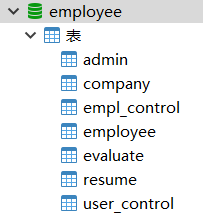 employee
表
admin
company
empl_control
employee
evaluate
resume
user_control